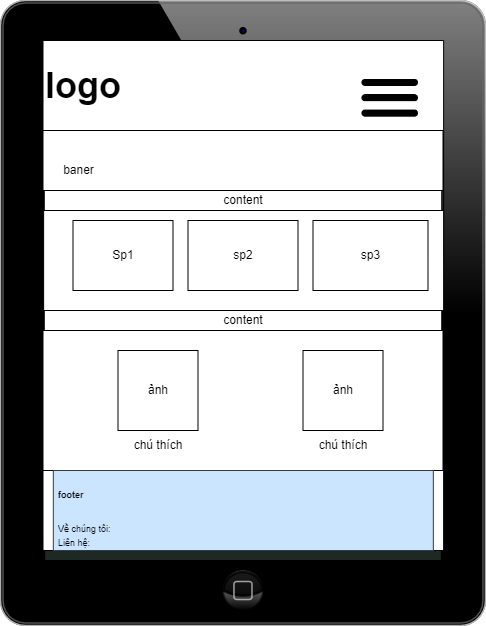 logo
baner
content
Sp1 sp2 sp3
content
ảnh ảnh
chú thích chú thích
footer
Về chúng tôi:
Liên hệ: